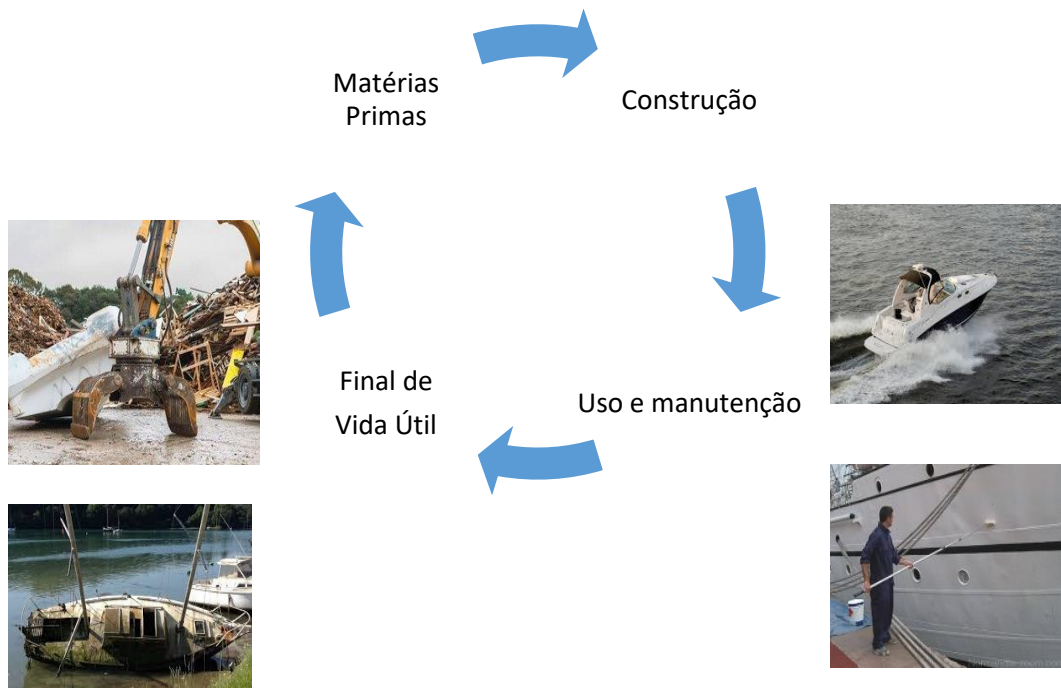 Matérias
Primas
Construção
Final de
Vida Útil
Uso e manutenção